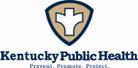 Kentucky Public Health
Prevent. Promote. Protect.